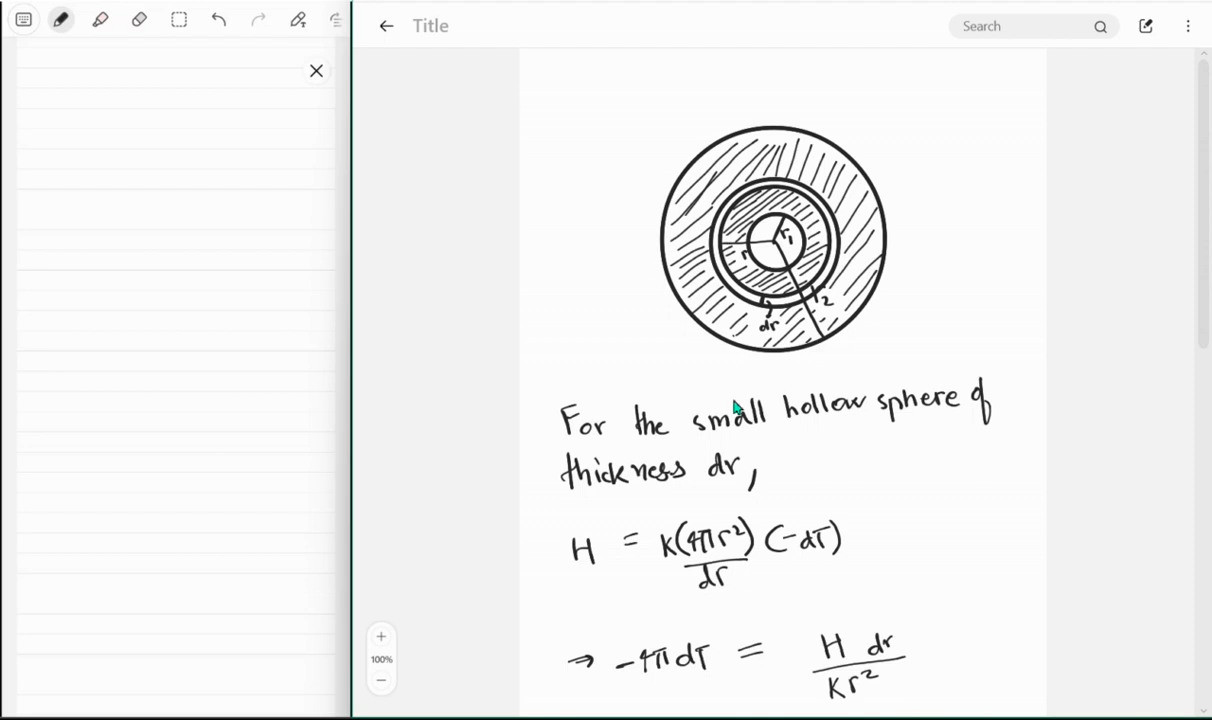 Title
Search
r₁
r
r₂
dr
For the small hollow sphere of
thickness dr,
H = K(4πr²) (-dT)
dr
⇒ -4πdT = H dr
Kr²
100%